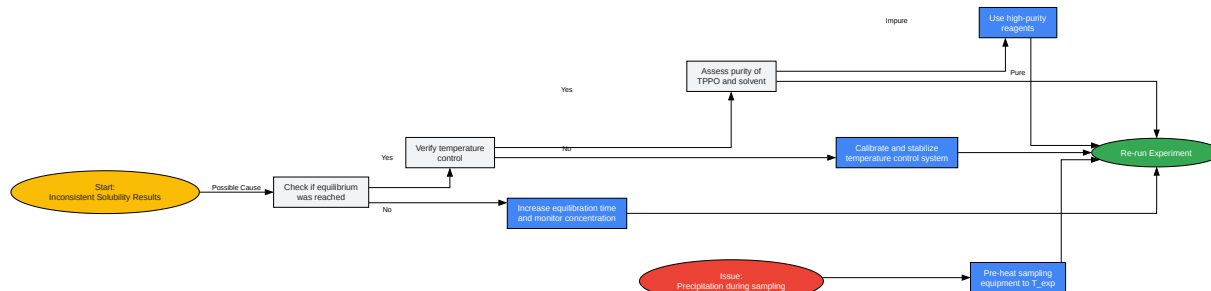 Impure
Use high-purity
reagents
Assess purity of
TPPO and solvent
Pure
Yes
Verify temperature
control
No
Calibrate and stabilize
temperature control system
Re-run Experiment
Yes
Start:
Inconsistent Solubility Results
Possible Cause
Check if equilibrium
was reached
No
Increase equilibration time
and monitor concentration
Issue:
Precipitation during sampling
Pre-heat sampling
equipment to T_exp